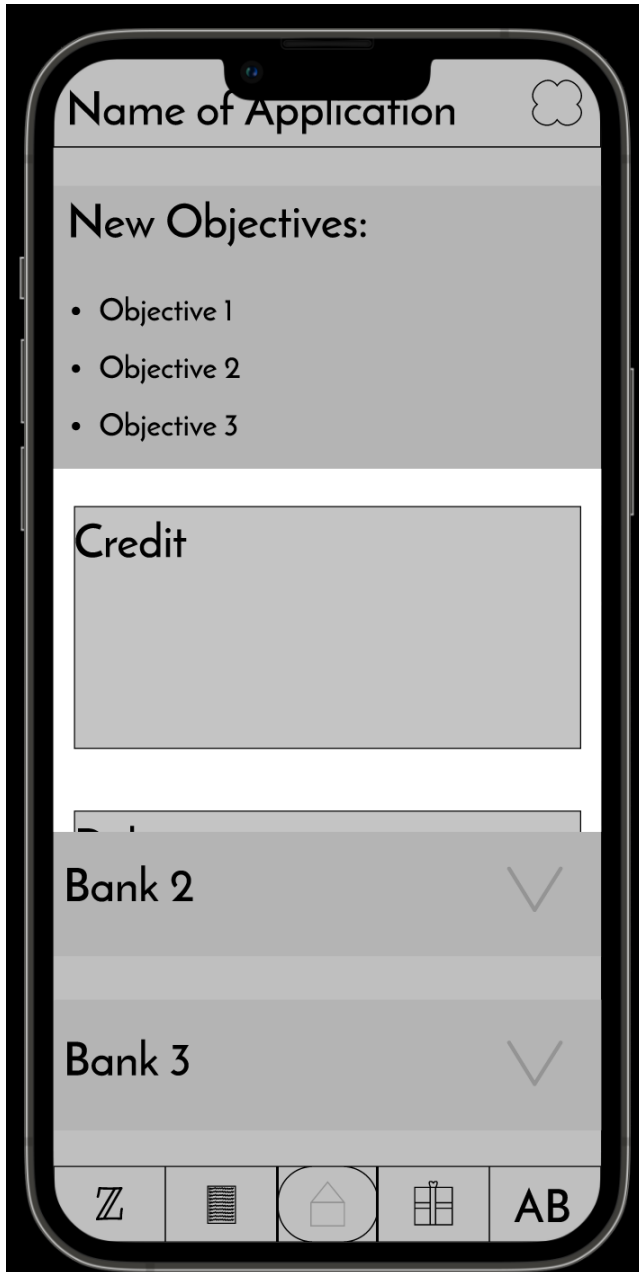 Name of Application
New Objectives:
• Objective 1
• Objective 2
• Objective 3
Credit
Bank 2
Bank 3
ℤ
AB